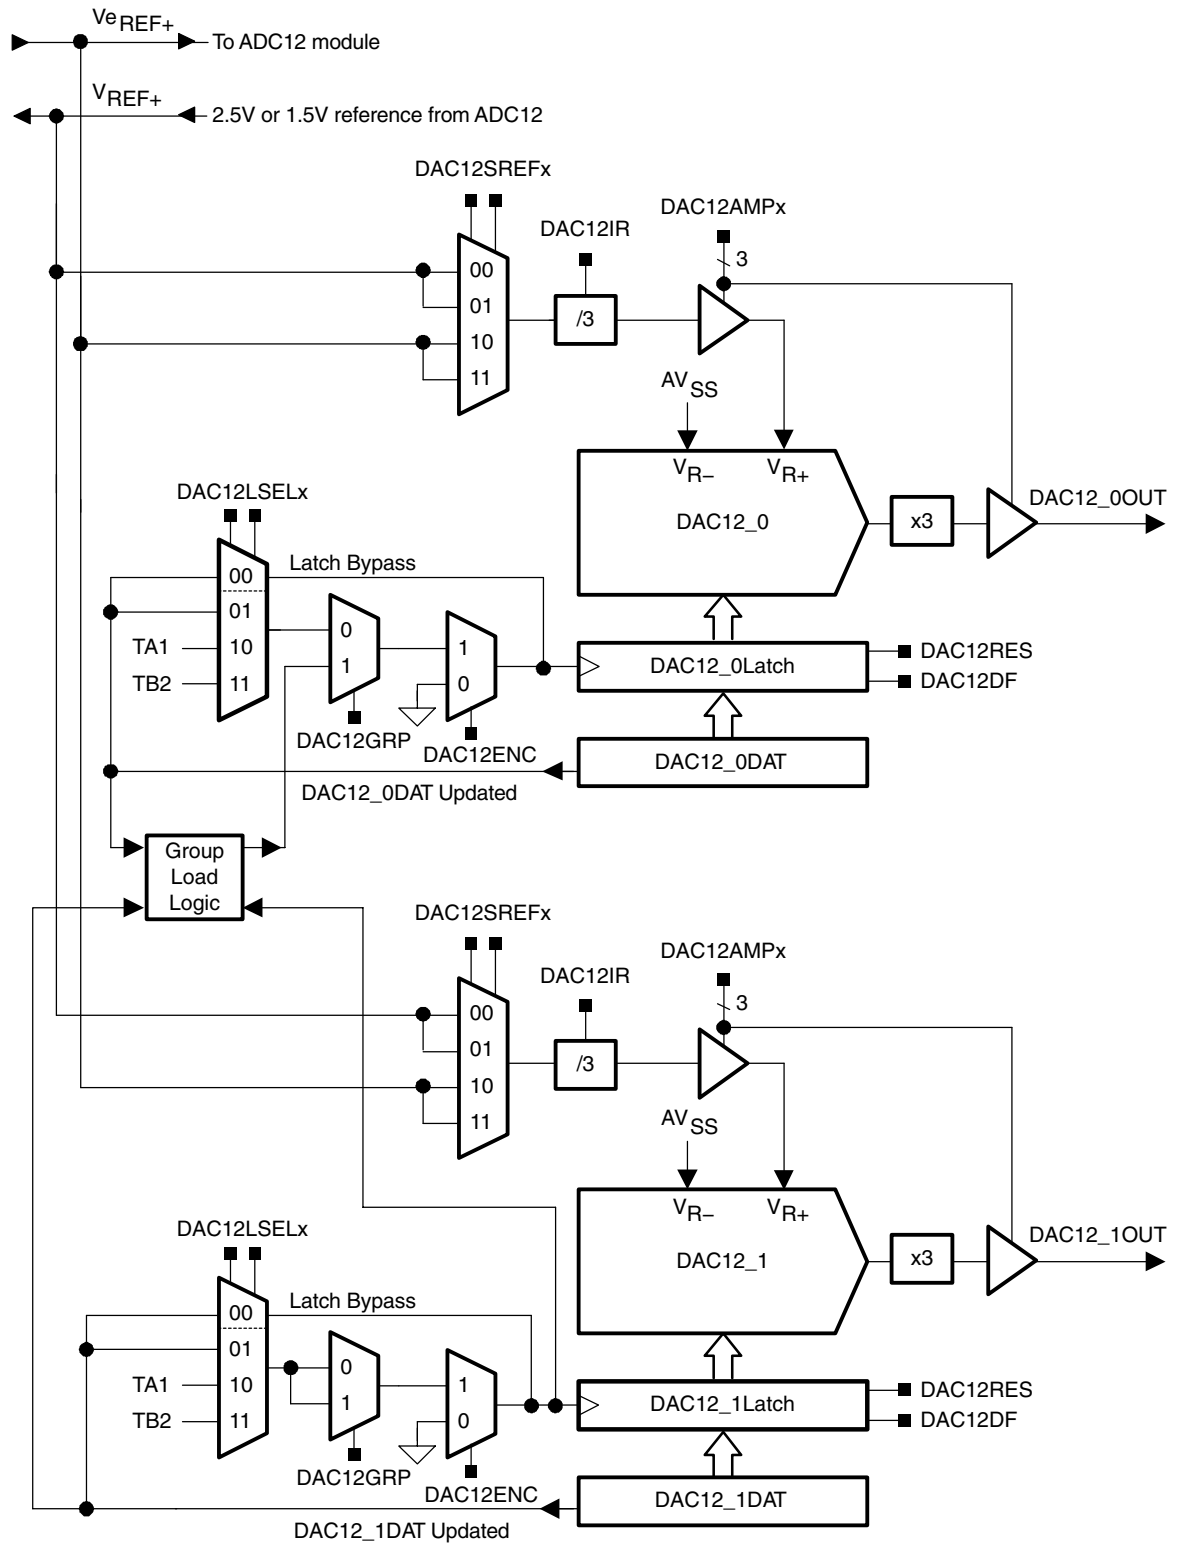 VeREF+
To ADC12 module
VREF+
2.5V or 1.5V reference from ADC12
DAC12SREFx
DAC12IR
DAC12AMPx
3
00
01
10
11
/3
AVSS
VR−
VR+
DAC12_0
x3
DAC12_0OUT
DAC12LSELx
Latch Bypass
00
01
TA1
10
TB2
11
0
1
1
0
DAC12GRP
DAC12ENC
DAC12_0Latch
DAC12RES
DAC12DF
DAC12_0DAT
DAC12_0DAT Updated
Group
Load
Logic
DAC12SREFx
DAC12IR
DAC12AMPx
3
00
01
10
11
/3
AVSS
VR−
VR+
DAC12_1
x3
DAC12_1OUT
DAC12LSELx
Latch Bypass
00
01
TA1
10
TB2
11
0
1
1
0
DAC12GRP
DAC12ENC
DAC12_1Latch
DAC12RES
DAC12DF
DAC12_1DAT
DAC12_1DAT Updated